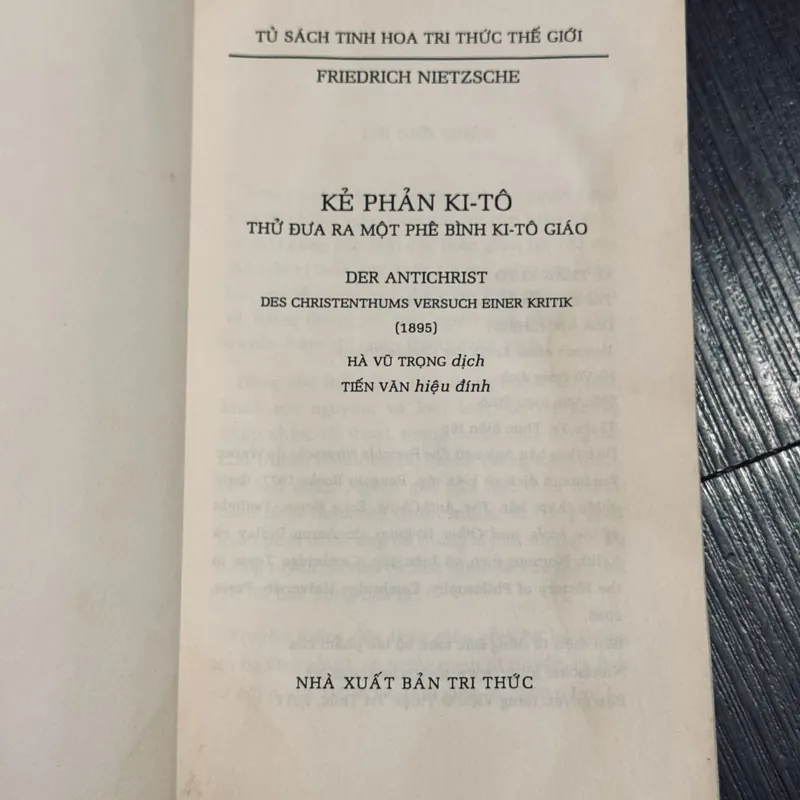 TỦ SÁCH TINH HOA TRI THỨC THẾ GIỚI
FRIEDRICH NIETZSCHE
KẺ PHẢN KI-TÔ
THỬ ĐƯA RA MỘT PHÊ BÌNH KI-TÔ GIÁO
DER ANTICHRIST
DES CHRISTENTHUMS VERSUCH EINER KRITIK
(1895)
HÀ VŨ TRỌNG dịch
TIẾN VĂN hiệu đính
NHÀ XUẤT BẢN TRI THỨC